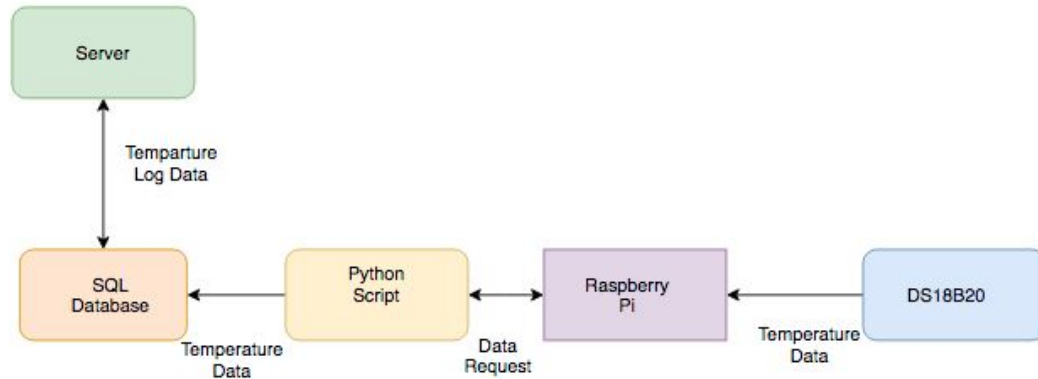 Server
Temparture
Log Data
SQL
Database
Temperature
Data
Python
Script
Data
Request
Raspberry
Pi
Temperature
Data
DS18B20